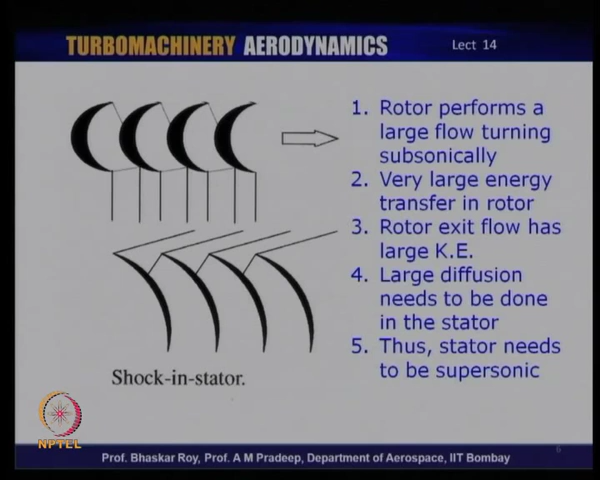 TURBOMACHINERY AERODYNAMICS
Lect 14
1. Rotor performs a
large flow turning
subsonically
2. Very large energy
transfer in rotor
3. Rotor exit flow has
large K.E.
4. Large diffusion
needs to be done
in the stator
5. Thus, stator needs
to be supersonic
Shock-in-stator.
NPTEL
Prof. Bhaskar Roy, Prof. A M Pradeep, Department of Aerospace, IIT Bombay
6